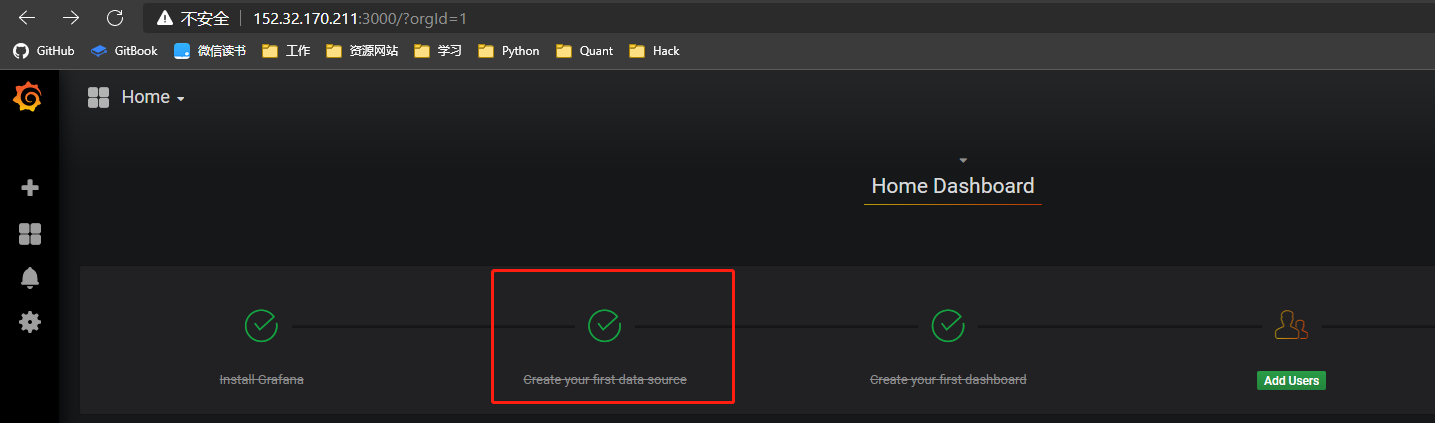 不安全 152.32.170.211:3000/?orgId=1
GitHub GitBook 微信读书 工作 资源网站 学习 Python Quant Hack
Home
Home Dashboard
Install Grafana Create your first data source Create your first dashboard Add Users